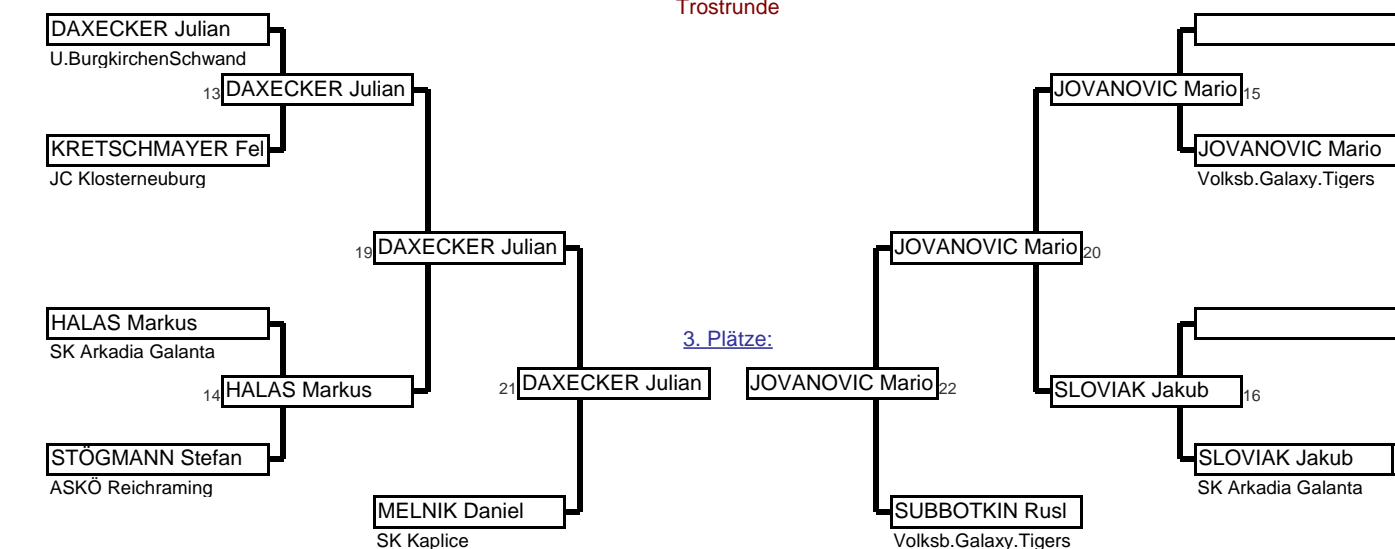 Trostrunde
DAXECKER Julian
U.BurgkirchenSchwand
13 DAXECKER Julian
JOVANOVIC Mario 15
KRETSCHMAYER Fel
JC Klosterneuburg
JOVANOVIC Mario
Volksb.Galaxy.Tigers
19 DAXECKER Julian
JOVANOVIC Mario 20
HALAS Markus
SK Arkadia Galanta
3. Plätze:
14 HALAS Markus
21 DAXECKER Julian
JOVANOVIC Mario 22
SLOVIAK Jakub 16
STÖGMANN Stefan
ASKÖ Reichraming
SLOVIAK Jakub
SK Arkadia Galanta
MELNIK Daniel
SK Kaplice
SUBBOTKIN Rusl
Volksb.Galaxy.Tigers